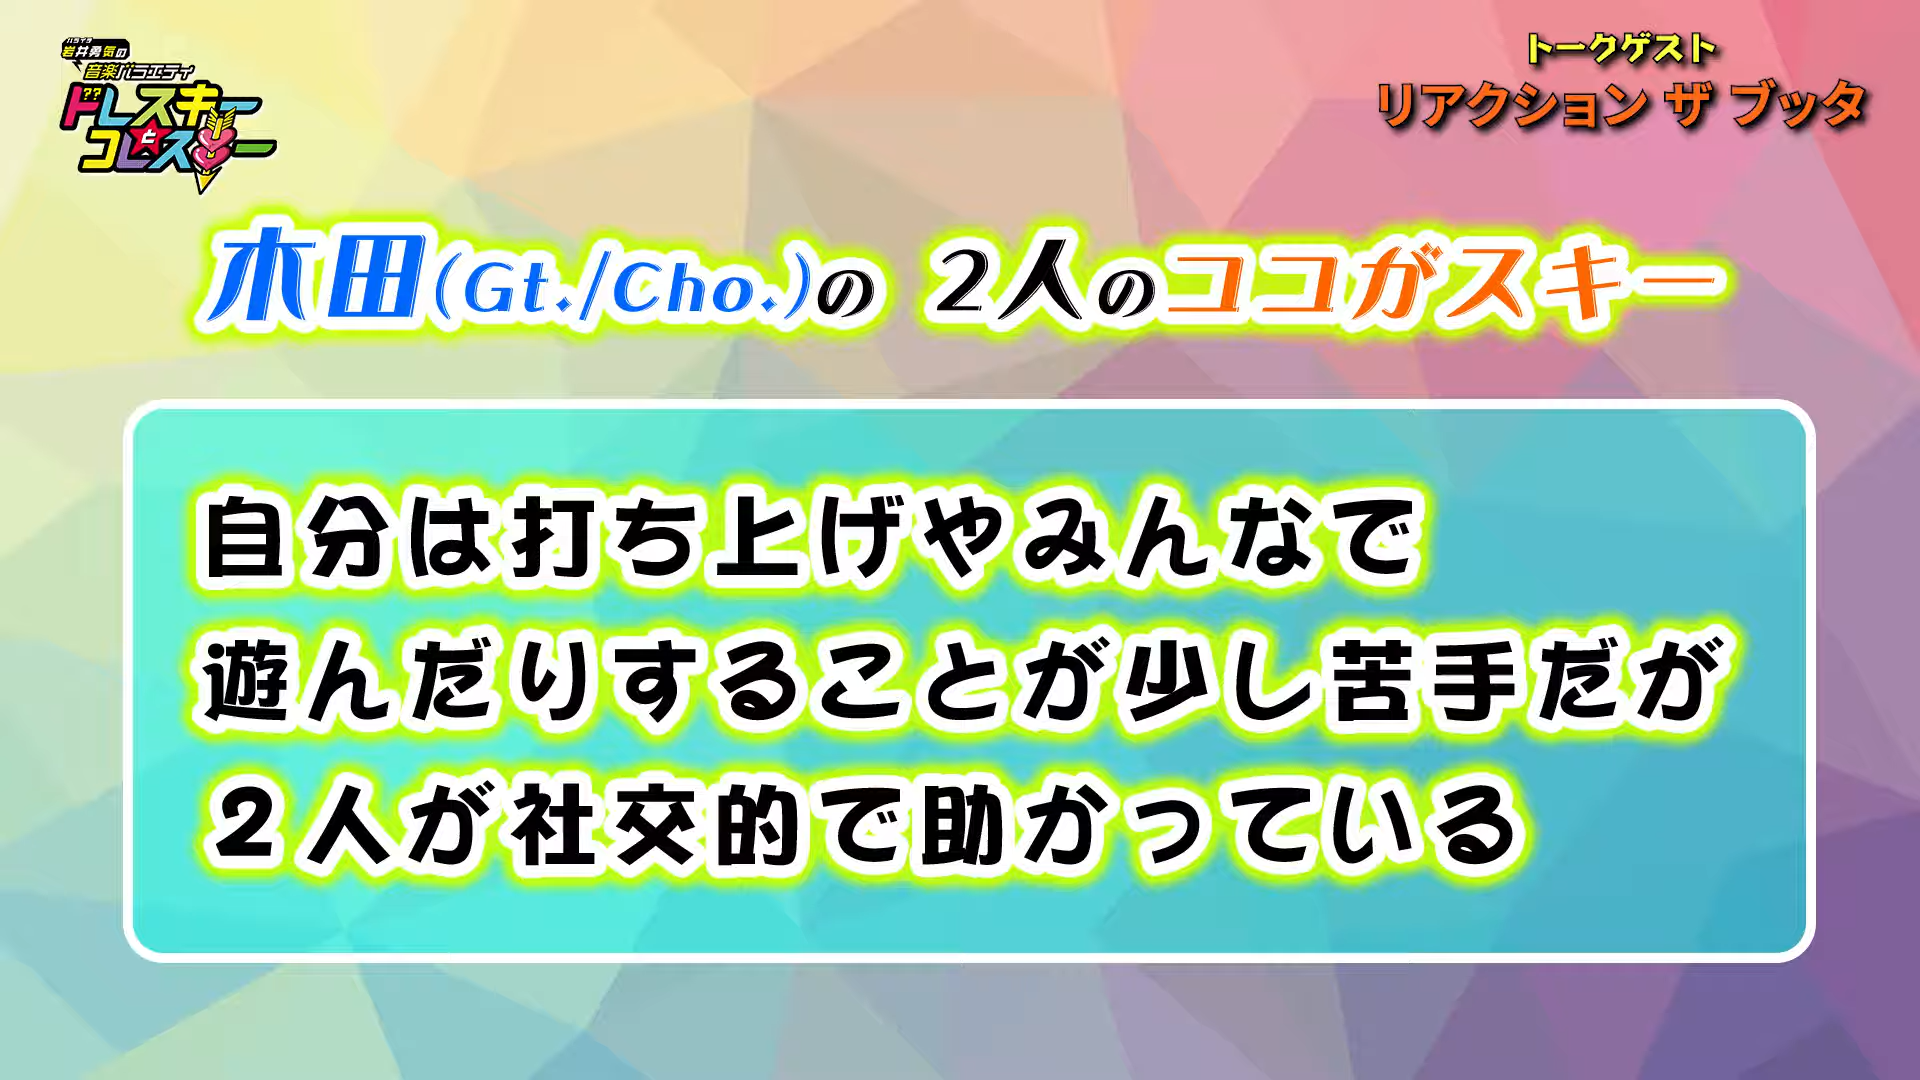 ハライチ
岩井勇気の
音楽バラエティ
ドレスキー
と
コレスキー
トークゲスト
リアクション ザ ブッタ
木田(Gt./Cho.)の 2人のココがスキー
自分は打ち上げやみんなで
遊んだりすることが少し苦手だが
２人が社交的で助かっている